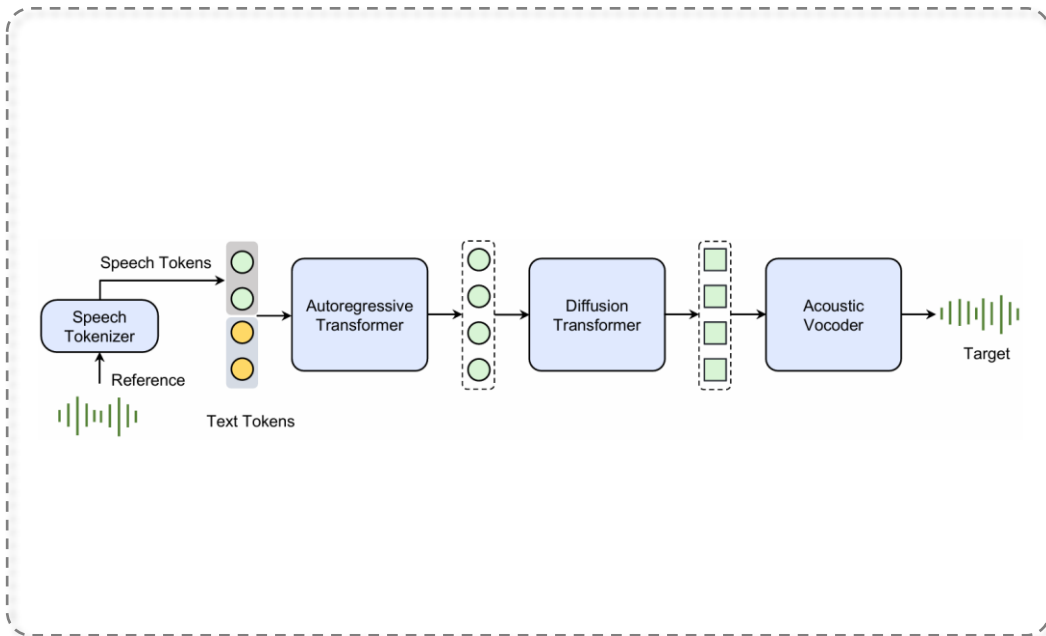 Speech Tokens
Speech
Tokenizer
Reference
Text Tokens
Autoregressive
Transformer
Diffusion
Transformer
Acoustic
Vocoder
Target